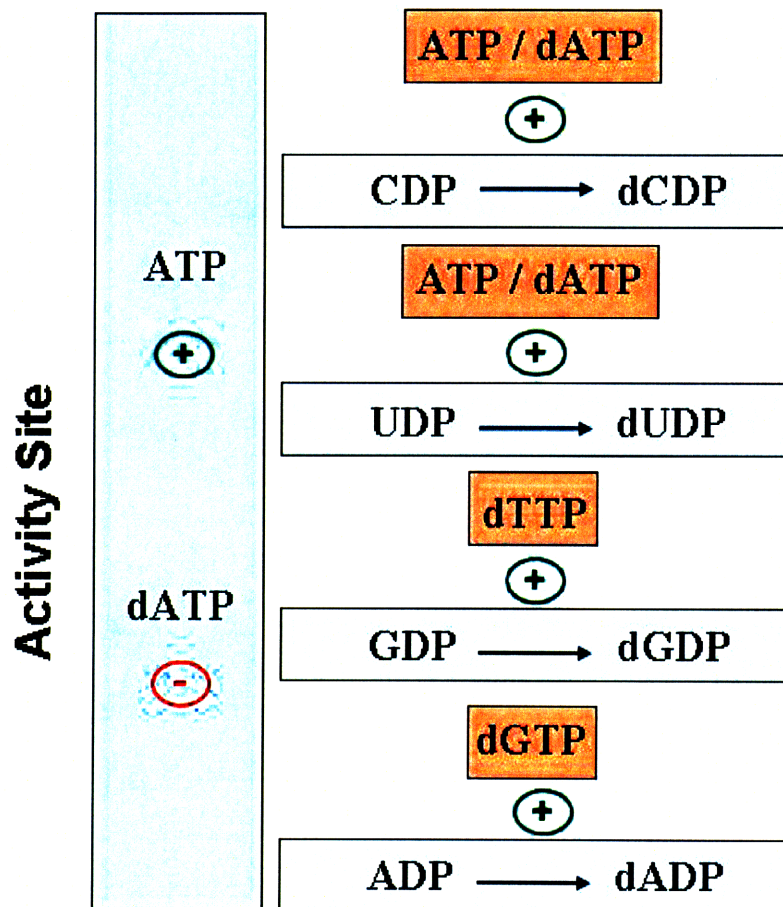 Activity Site
ATP
+
dATP
-
ATP / dATP
+
CDP → dCDP
ATP / dATP
+
UDP → dUDP
dTTP
+
GDP → dGDP
dGTP
+
ADP → dADP